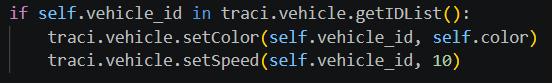 if self.vehicle_id in traci.vehicle.getIDList():
    traci.vehicle.setColor(self.vehicle_id, self.color)
    traci.vehicle.setSpeed(self.vehicle_id, 10)